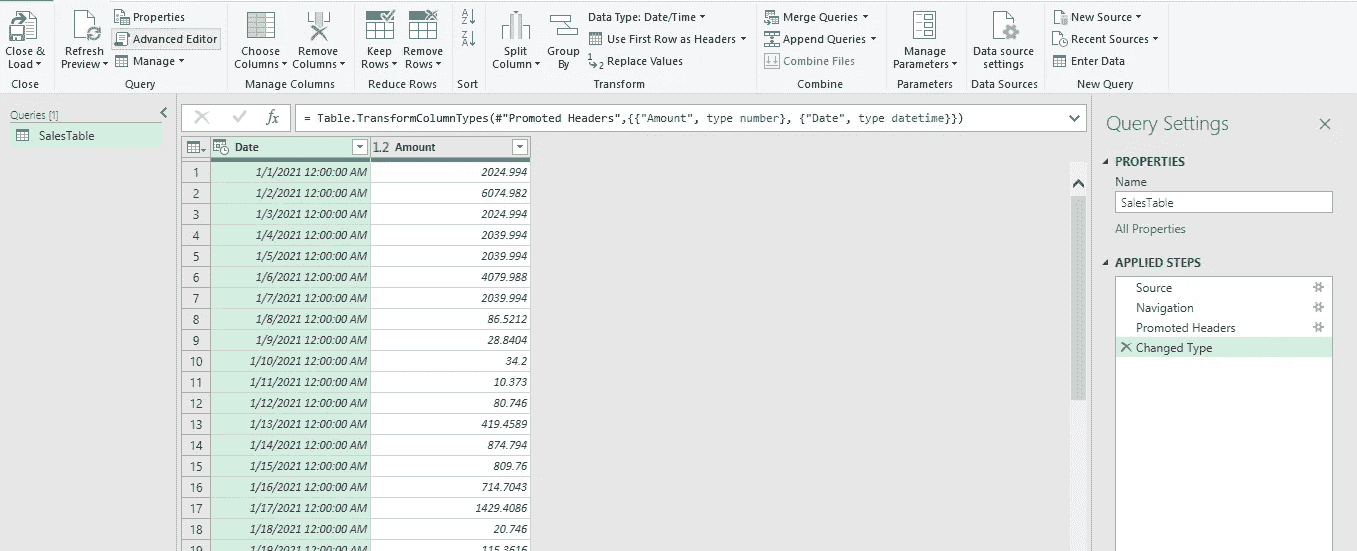 Close & Load
Close
Refresh Preview
Properties
Advanced Editor
Manage
Query
Choose Columns
Remove Columns
Manage Columns
Keep Rows
Remove Rows
Reduce Rows
A
Z
Z
A
Sort
Split Column
Group By
Data Type: Date/Time
Use First Row as Headers
1
2 Replace Values
Transform
Merge Queries
Append Queries
Combine Files
Combine
Manage Parameters
Parameters
Data source settings
Data Sources
New Source
Recent Sources
Enter Data
New Query
Queries [1]
SalesTable
fx
= Table.TransformColumnTypes(#"Promoted Headers",{{"Amount", type number}, {"Date", type datetime}})
Date 1.2 Amount
1 1/1/2021 12:00:00 AM 2024.994
2 1/2/2021 12:00:00 AM 6074.982
3 1/3/2021 12:00:00 AM 2024.994
4 1/4/2021 12:00:00 AM 2039.994
5 1/5/2021 12:00:00 AM 2039.994
6 1/6/2021 12:00:00 AM 4079.988
7 1/7/2021 12:00:00 AM 2039.994
8 1/8/2021 12:00:00 AM 86.5212
9 1/9/2021 12:00:00 AM 28.8404
10 1/10/2021 12:00:00 AM 34.2
11 1/11/2021 12:00:00 AM 10.373
12 1/12/2021 12:00:00 AM 80.746
13 1/13/2021 12:00:00 AM 419.4589
14 1/14/2021 12:00:00 AM 874.794
15 1/15/2021 12:00:00 AM 809.76
16 1/16/2021 12:00:00 AM 714.7043
17 1/17/2021 12:00:00 AM 1429.4086
18 1/18/2021 12:00:00 AM 20.746
19 1/19/2021 12:00:00 AM 115.3616
Query Settings
PROPERTIES
Name
SalesTable
All Properties
APPLIED STEPS
Source
Navigation
Promoted Headers
Changed Type